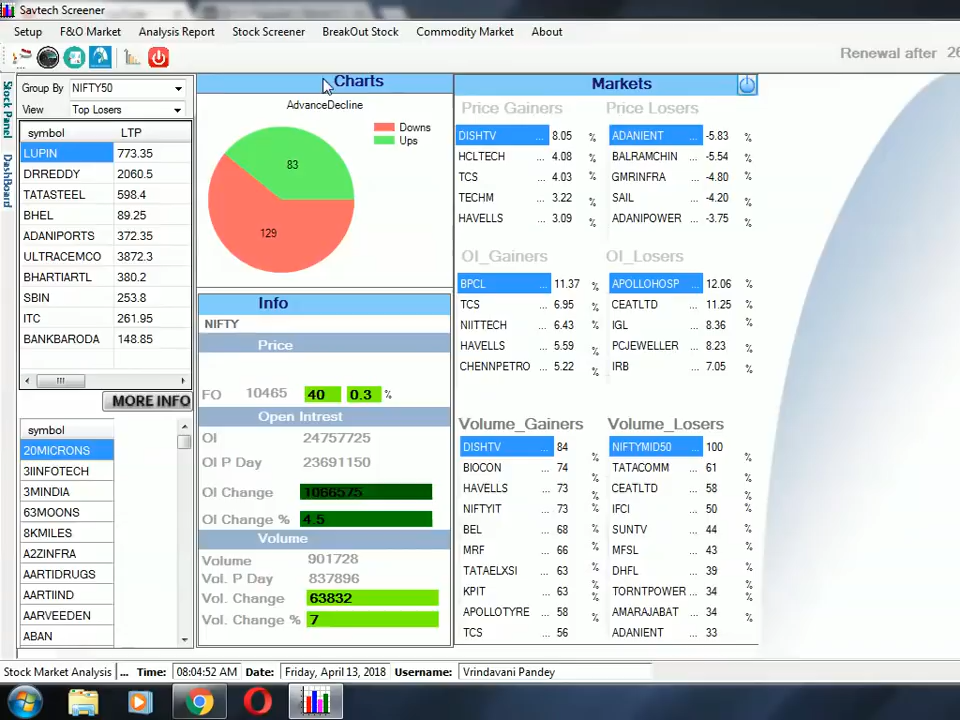 Savtech Screener
Setup F&O Market Analysis Report Stock Screener BreakOut Stock Commodity Market About
Renewal after 26
Stock Panel
DashBoard
Group By NIFTY50
View Top Losers
symbol LTP
LUPIN 773.35
DRREDDY 2060.5
TATASTEEL 598.4
BHEL 89.25
ADANIPORTS 372.35
ULTRACEMCO 3872.3
BHARTIARTL 380.2
SBIN 253.8
ITC 261.95
BANKBARODA 148.85
MORE INFO
symbol
20MICRONS
3IINFOTECH
3MINDIA
63MOONS
8KMILES
A2ZINFRA
AARTIDRUGS
AARTIIND
AARVEEDEN
ABAN
Charts
AdvanceDecline
Downs
Ups
83
129
Info
NIFTY
Price
FO 10465 40 0.3 %
Open Intrest
OI 24757725
OI P Day 23691150
OI Change 1066575
OI Change % 4.5
Volume
Volume 901728
Vol. P Day 837896
Vol. Change 63832
Vol. Change % 7
Markets
Price Gainers Price Losers
DISHTV ... 8.05 % ADANIENT ... -5.83 %
HCLTECH ... 4.08 % BALRAMCHIN ... -5.54 %
TCS ... 4.03 % GMRINFRA ... -4.80 %
TECHM ... 3.22 % SAIL ... -4.20 %
HAVELLS ... 3.09 % ADANIPOWER ... -3.75 %
OI_Gainers OI_Losers
BPCL ... 11.37 % APOLLOHOSP ... 12.06 %
TCS ... 6.95 % CEATLTD ... 11.25 %
NIITTECH ... 6.43 % IGL ... 8.36 %
HAVELLS ... 5.59 % PCJEWELLER ... 8.23 %
CHENNPETRO ... 5.22 % IRB ... 7.05 %
Volume_Gainers Volume_Losers
DISHTV ... 84 % NIFTYMID50 ... 100 %
BIOCON ... 74 % TATACOMM ... 61 %
HAVELLS ... 73 % CEATLTD ... 58 %
NIFTYIT ... 73 % IFCI ... 50 %
BEL ... 68 % SUNTV ... 44 %
MRF ... 66 % MFSL ... 43 %
TATAELXSI ... 63 % DHFL ... 39 %
KPIT ... 63 % TORNTPOWER ... 34 %
APOLLOTYRE ... 58 % AMARAJABAT ... 34 %
TCS ... 56 % ADANIENT ... 33 %
Stock Market Analysis ... Time: 08:04:52 AM Date: Friday, April 13, 2018 Username: Vrindavani Pandey